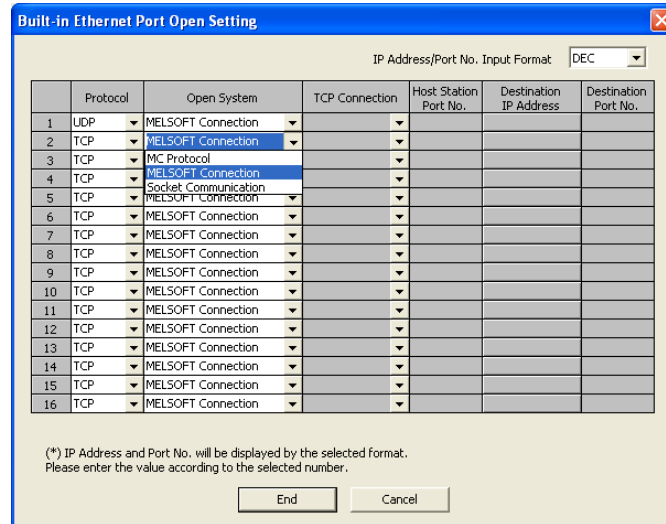 Built-in Ethernet Port Open Setting
IP Address/Port No. Input Format DEC
Protocol Open System TCP Connection Host Station Port No. Destination IP Address Destination Port No.
1 UDP MELSOFT Connection
2 TCP MELSOFT Connection
3 TCP MC Protocol
4 TCP MELSOFT Connection
Socket Communication
5 TCP MELSOFT Connection
6 TCP MELSOFT Connection
7 TCP MELSOFT Connection
8 TCP MELSOFT Connection
9 TCP MELSOFT Connection
10 TCP MELSOFT Connection
11 TCP MELSOFT Connection
12 TCP MELSOFT Connection
13 TCP MELSOFT Connection
14 TCP MELSOFT Connection
15 TCP MELSOFT Connection
16 TCP MELSOFT Connection
(*) IP Address and Port No. will be displayed by the selected format.
Please enter the value according to the selected number.
End Cancel